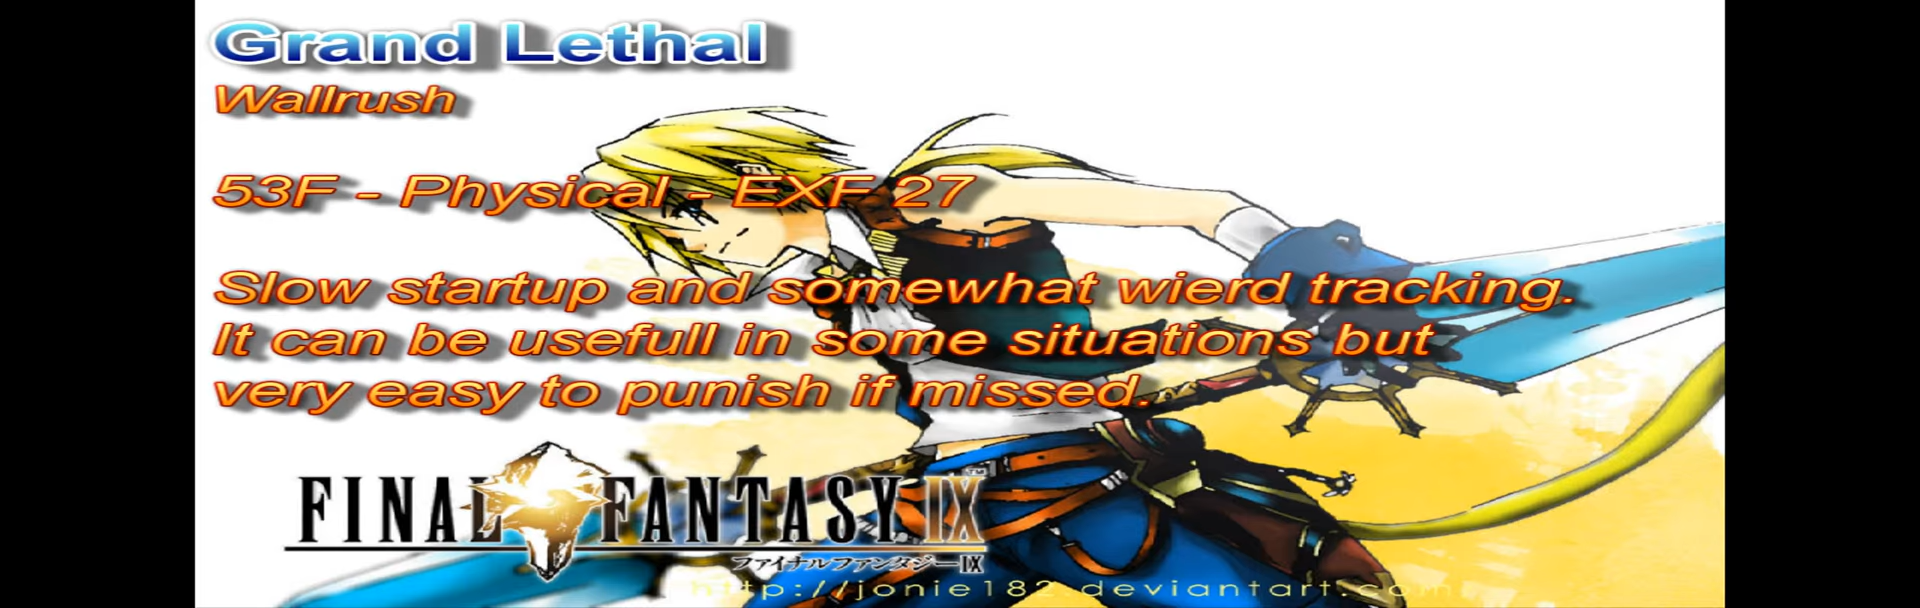 Grand Lethal
Wallrush
53F - Physical - EXF 27
Slow startup and somewhat wierd tracking.
It can be usefull in some situations but
very easy to punish if missed.
FINAL FANTASY IX
TM
ファイナルファンタジーIX
http://jonie182.deviantart.com